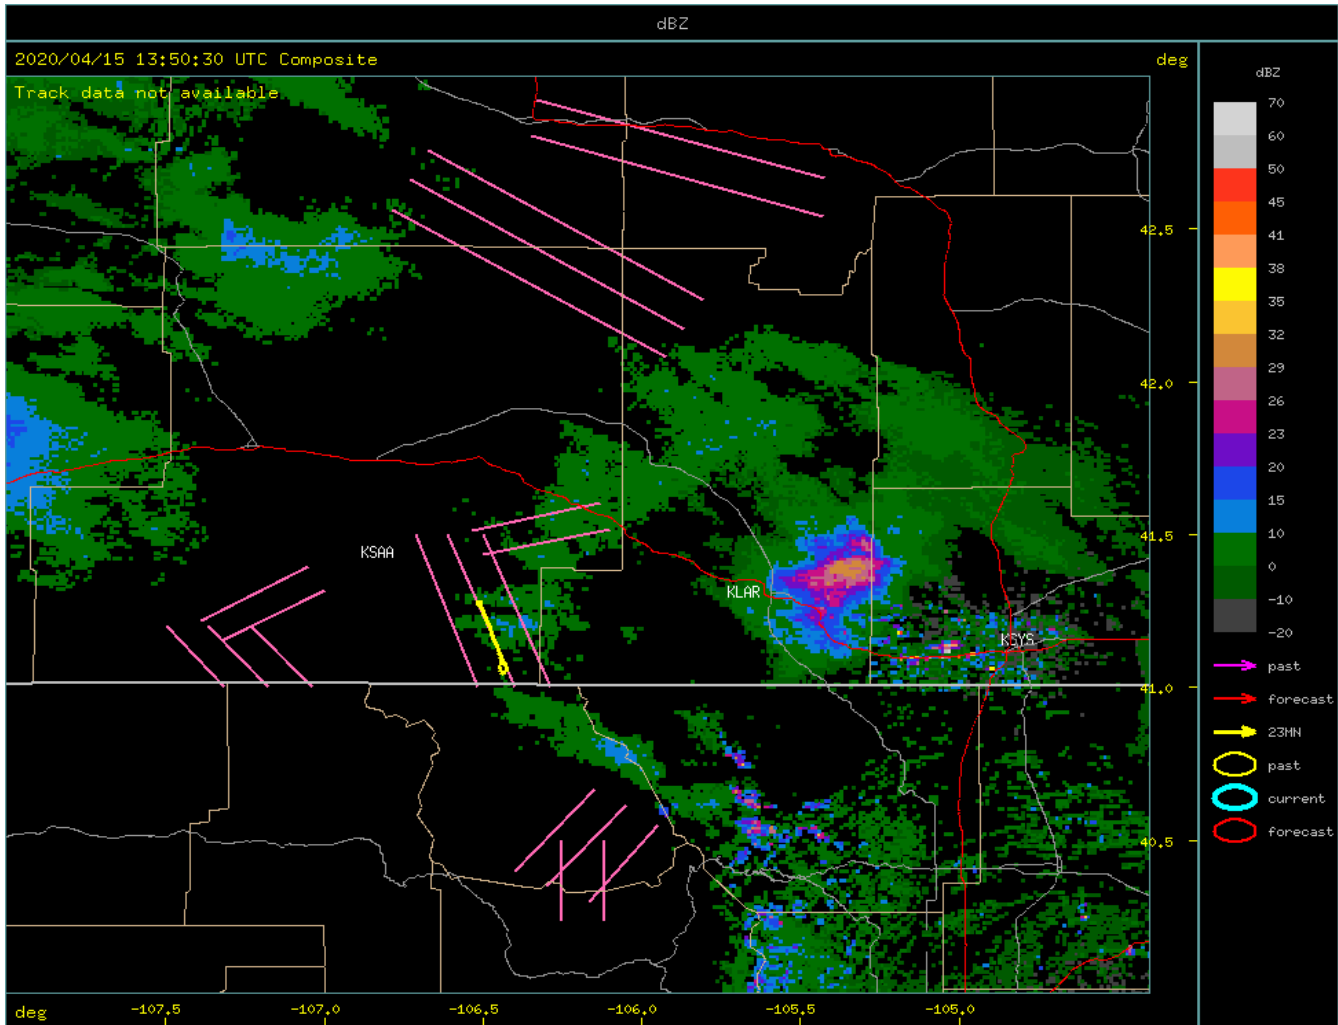 dBZ
2020/04/15 13:50:30 UTC Composite
deg
Track data not available
dBZ
70
60
50
45
41
38
35
32
29
26
23
20
15
10
0
-10
-20
past
forecast
23MN
past
current
forecast
42.5
42.0
41.5
41.0
40.5
KSAA
KLAR
KSYS
deg
-107.5
-107.0
-106.5
-106.0
-105.5
-105.0